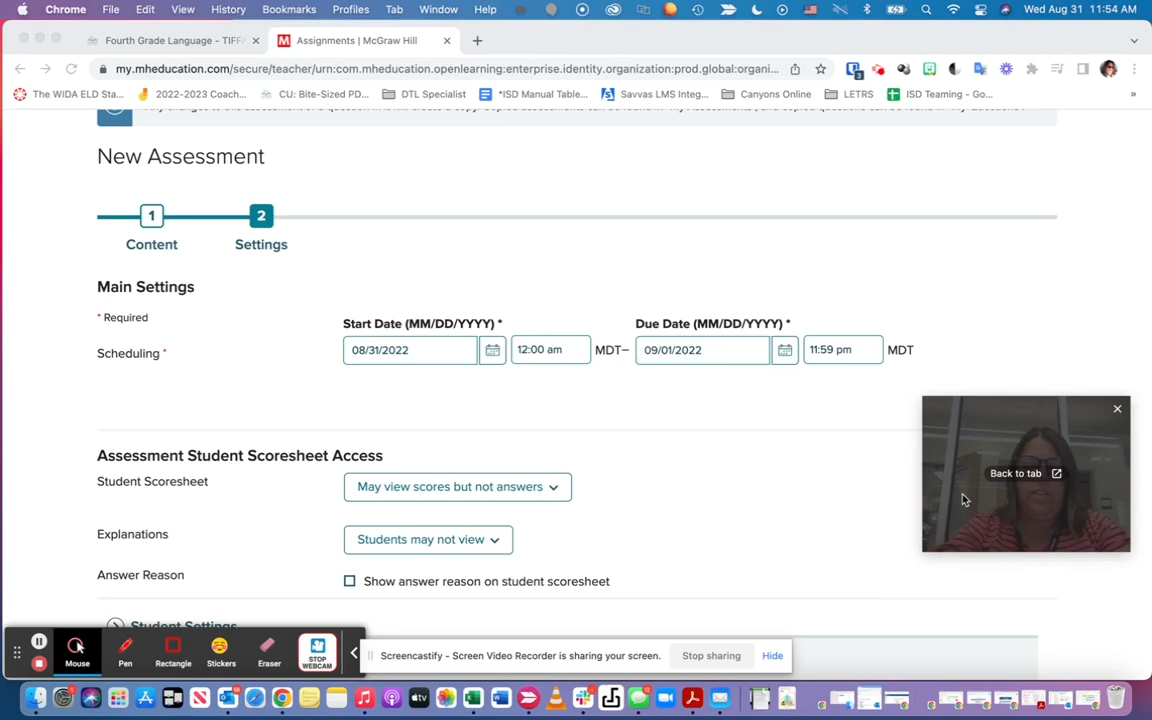 Chrome File Edit View History Bookmarks Profiles Tab Window Help Wed Aug 31 11:54 AM
Fourth Grade Language - TIFF Assignments | McGraw Hill
my.mheducation.com/secure/teacher/urn:com.mheducation.openlearning:enterprise.identity.organization:prod.global:organi...
The WIDA ELD Sta... 2022-2023 Coach... CU: Bite-Sized PD... DTL Specialist *ISD Manual Table... Savvas LMS Integ... Canyons Online LETRS ISD Teaming - Go... »
New Assessment
1 2
Content Settings
Main Settings
* Required
Start Date (MM/DD/YYYY) * Due Date (MM/DD/YYYY) *
Scheduling * 08/31/2022 12:00 am MDT– 09/01/2022 11:59 pm MDT
Assessment Student Scoresheet Access
Student Scoresheet May view scores but not answers
Back to tab
Explanations Students may not view
Answer Reason Show answer reason on student scoresheet
Student Settings
Mouse Pen Rectangle Stickers Eraser STOP WEBCAM
Screencastify - Screen Video Recorder is sharing your screen. Stop sharing Hide